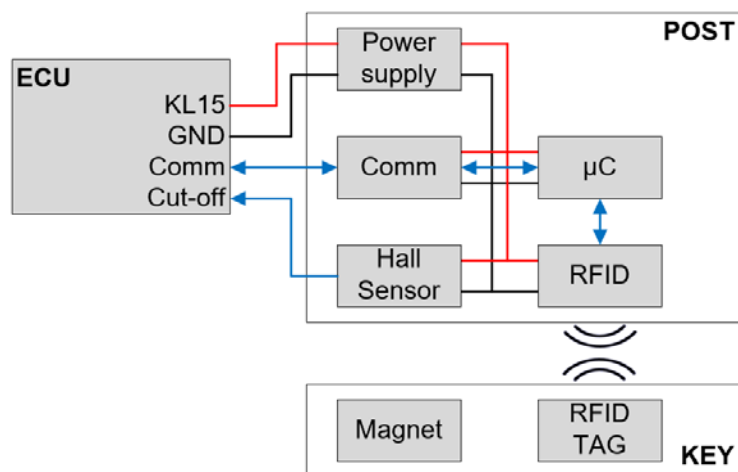 POST
Power
supply
ECU
KL15
GND
Comm
Cut-off
Comm
µC
Hall
Sensor
RFID
Magnet
RFID
TAG
KEY